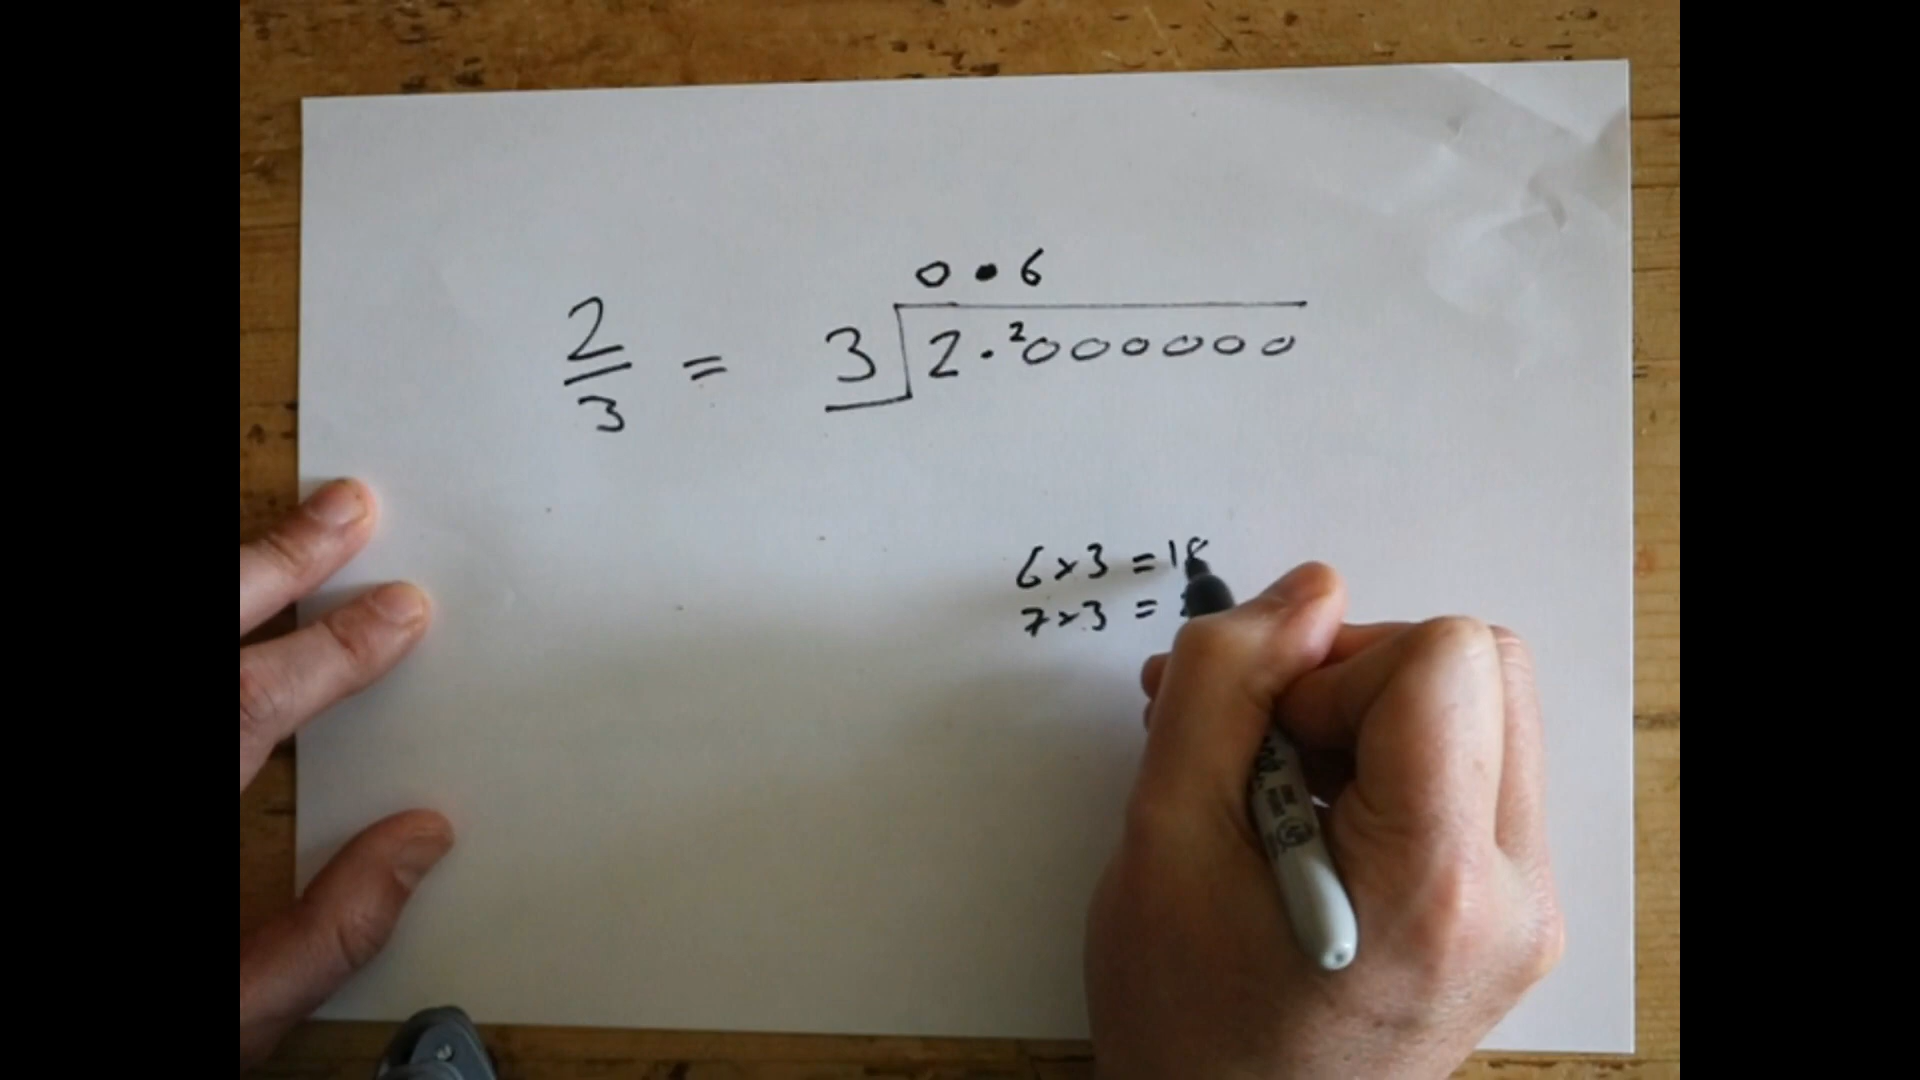 0.6
2/3 = 3 2.²000000
6 x 3 = 18
7 x 3 =